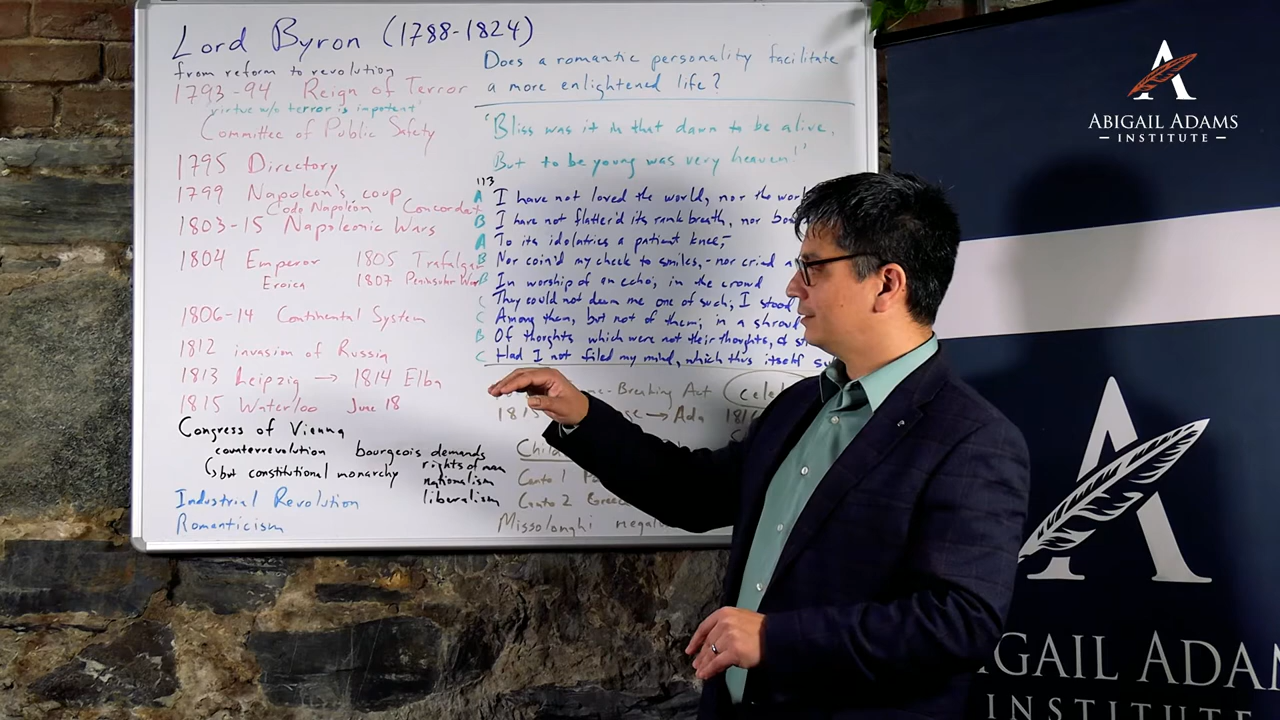 Lord Byron (1788-1824)
from reform to revolution
1793-94 Reign of Terror
'virtue w/o terror is impotent'
Committee of Public Safety
1795 Directory
1799 Napoleon's coup
Code Napoleon Concordat
1803-15 Napoleonic Wars
1804 Emperor 1805 Trafalgar
Eroica 1807 Peninsular War
1806-14 Continental System
1812 invasion of Russia
1813 Leipzig → 1814 Elba
1815 Waterloo June 18
Congress of Vienna
counterrevolution bourgeois demands
but constitutional monarchy rights of man
nationalism
liberalism
Industrial Revolution
Romanticism
Does a romantic personality facilitate
a more enlightened life?
'Bliss was it in that dawn to be alive,
But to be young was very heaven!'
113
A I have not loved the world, nor the
B I have not flatter'd its rank breath, nor
A To its idolatries a patient knee,-
B Nor coin'd my cheek to smiles,-nor cried
B In worship of an echo; in the crowd
C They could not deem me one of such; I stood
C Among them, but not of them; in a shroud
B Of thoughts which were not their thoughts,
C Had I not filed my mind, which thus itself
-Breaking Act
1815 → Ada
Canto 1
Canto 2
Missolonghi
A
ABIGAIL ADAMS
INSTITUTE
A
IGAIL ADAM
INSTITUTE